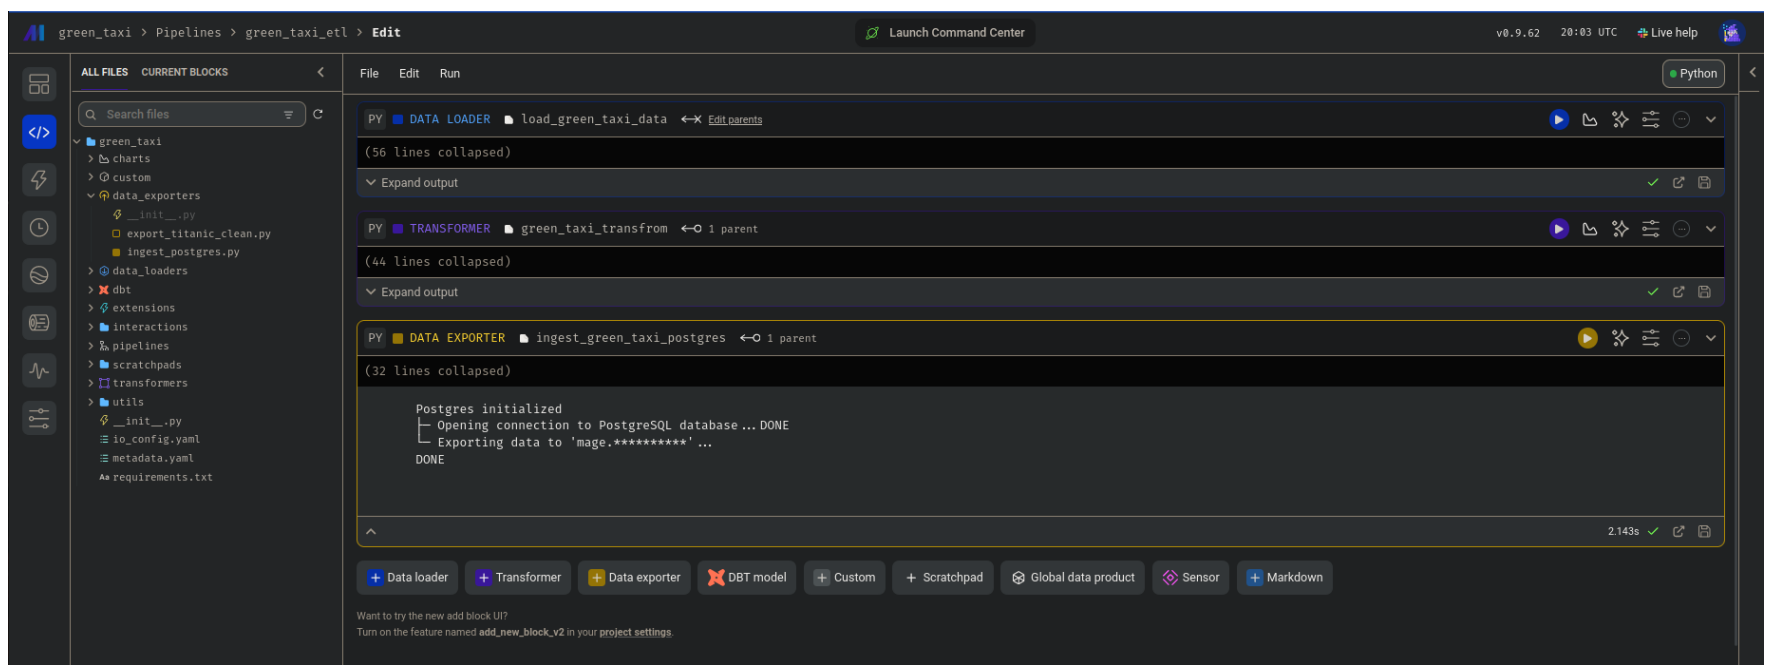 green_taxi > Pipelines > green_taxi_etl > Edit
Launch Command Center
v0.9.62 20:03 UTC Live help
ALL FILES CURRENT BLOCKS
Search files
green_taxi
charts
custom
data_exporters
__init__.py
export_titanic_clean.py
ingest_postgres.py
data_loaders
dbt
extensions
interactions
pipelines
scratchpads
transformers
utils
__init__.py
io_config.yaml
metadata.yaml
Aa requirements.txt
File Edit Run
Python
PY DATA LOADER load_green_taxi_data Edit parents
(56 lines collapsed)
Expand output
PY TRANSFORMER green_taxi_transfrom 1 parent
(44 lines collapsed)
Expand output
PY DATA EXPORTER ingest_green_taxi_postgres 1 parent
(32 lines collapsed)
Postgres initialized
├─ Opening connection to PostgreSQL database...DONE
└─ Exporting data to 'mage.**********'...
DONE
2.143s
+ Data loader + Transformer + Data exporter DBT model + Custom + Scratchpad Global data product Sensor + Markdown
Want to try the new add block UI?
Turn on the feature named add_new_block_v2 in your project settings.